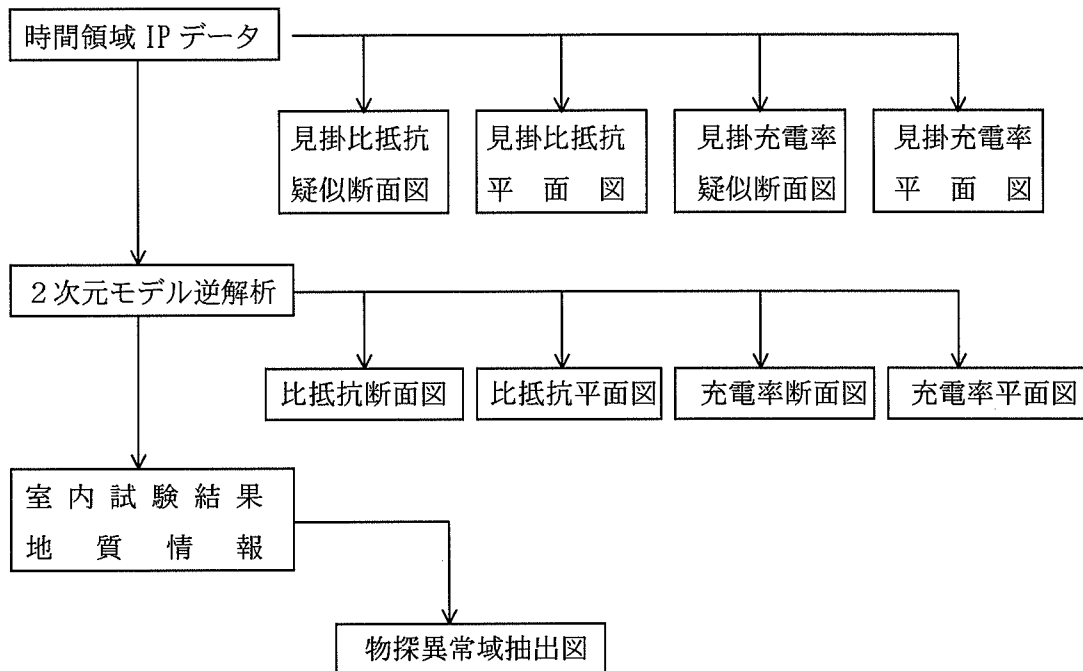 時間領域 IP データ
見掛比抵抗
疑似断面図
見掛比抵抗
平面図
見掛充電率
疑似断面図
見掛充電率
平面図
2次元モデル逆解析
比抵抗断面図
比抵抗平面図
充電率断面図
充電率平面図
室内試験結果
地質情報
物探異常域抽出図